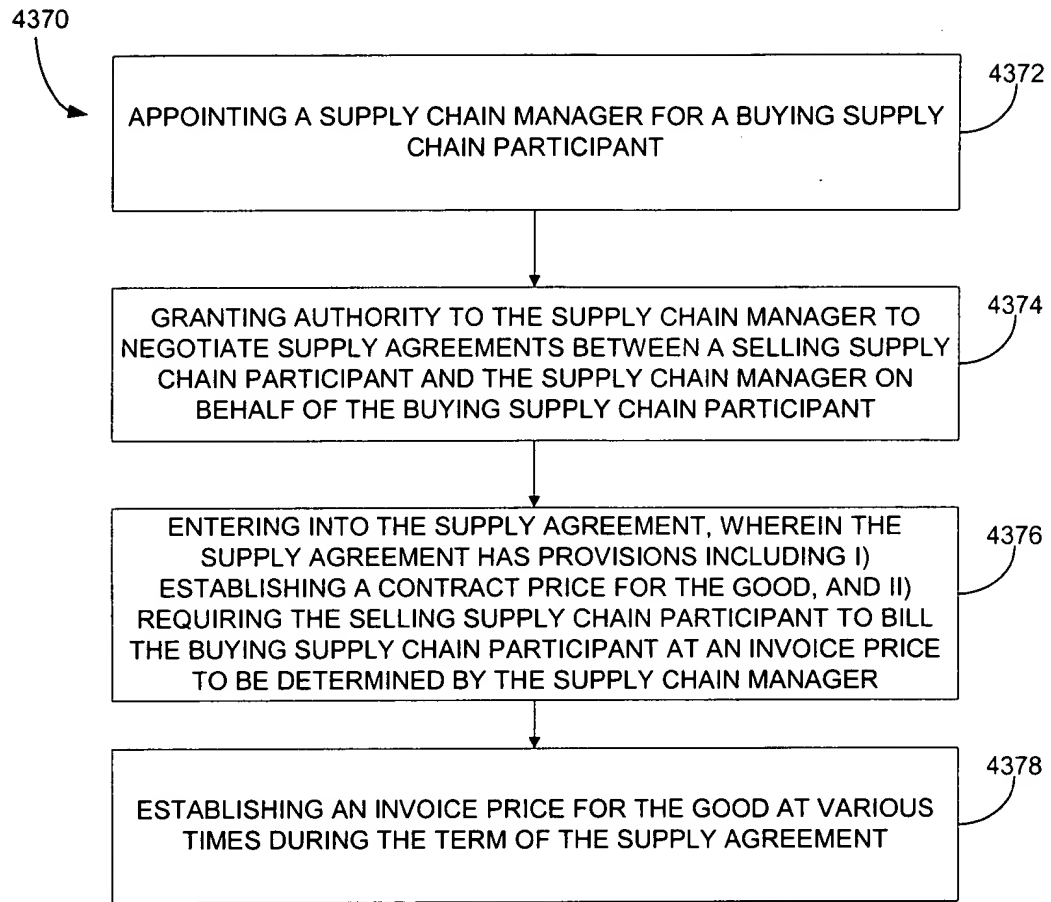 4370
4372
APPOINTING A SUPPLY CHAIN MANAGER FOR A BUYING SUPPLY
CHAIN PARTICIPANT
4374
GRANTING AUTHORITY TO THE SUPPLY CHAIN MANAGER TO
NEGOTIATE SUPPLY AGREEMENTS BETWEEN A SELLING SUPPLY
CHAIN PARTICIPANT AND THE SUPPLY CHAIN MANAGER ON
BEHALF OF THE BUYING SUPPLY CHAIN PARTICIPANT
4376
ENTERING INTO THE SUPPLY AGREEMENT, WHEREIN THE
SUPPLY AGREEMENT HAS PROVISIONS INCLUDING I)
ESTABLISHING A CONTRACT PRICE FOR THE GOOD, AND II)
REQUIRING THE SELLING SUPPLY CHAIN PARTICIPANT TO BILL
THE BUYING SUPPLY CHAIN PARTICIPANT AT AN INVOICE PRICE
TO BE DETERMINED BY THE SUPPLY CHAIN MANAGER
4378
ESTABLISHING AN INVOICE PRICE FOR THE GOOD AT VARIOUS
TIMES DURING THE TERM OF THE SUPPLY AGREEMENT